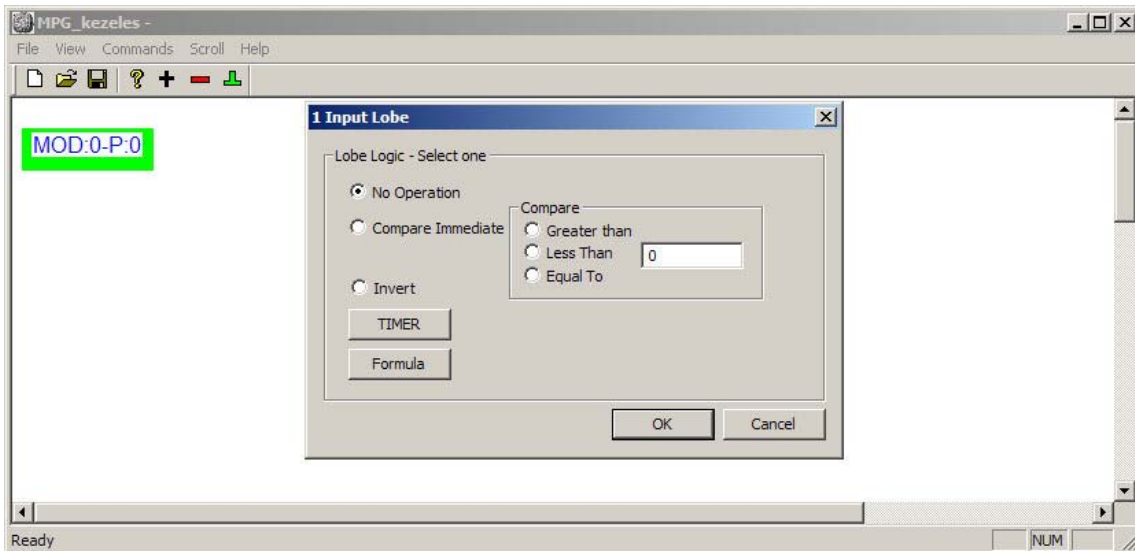 MPG_kezeles -
File View Commands Scroll Help
MOD:0-P:0
1 Input Lobe
Lobe Logic - Select one
No Operation
Compare Immediate
Compare
Greater than
Less Than
0
Equal To
Invert
TIMER
Formula
OK Cancel
Ready NUM